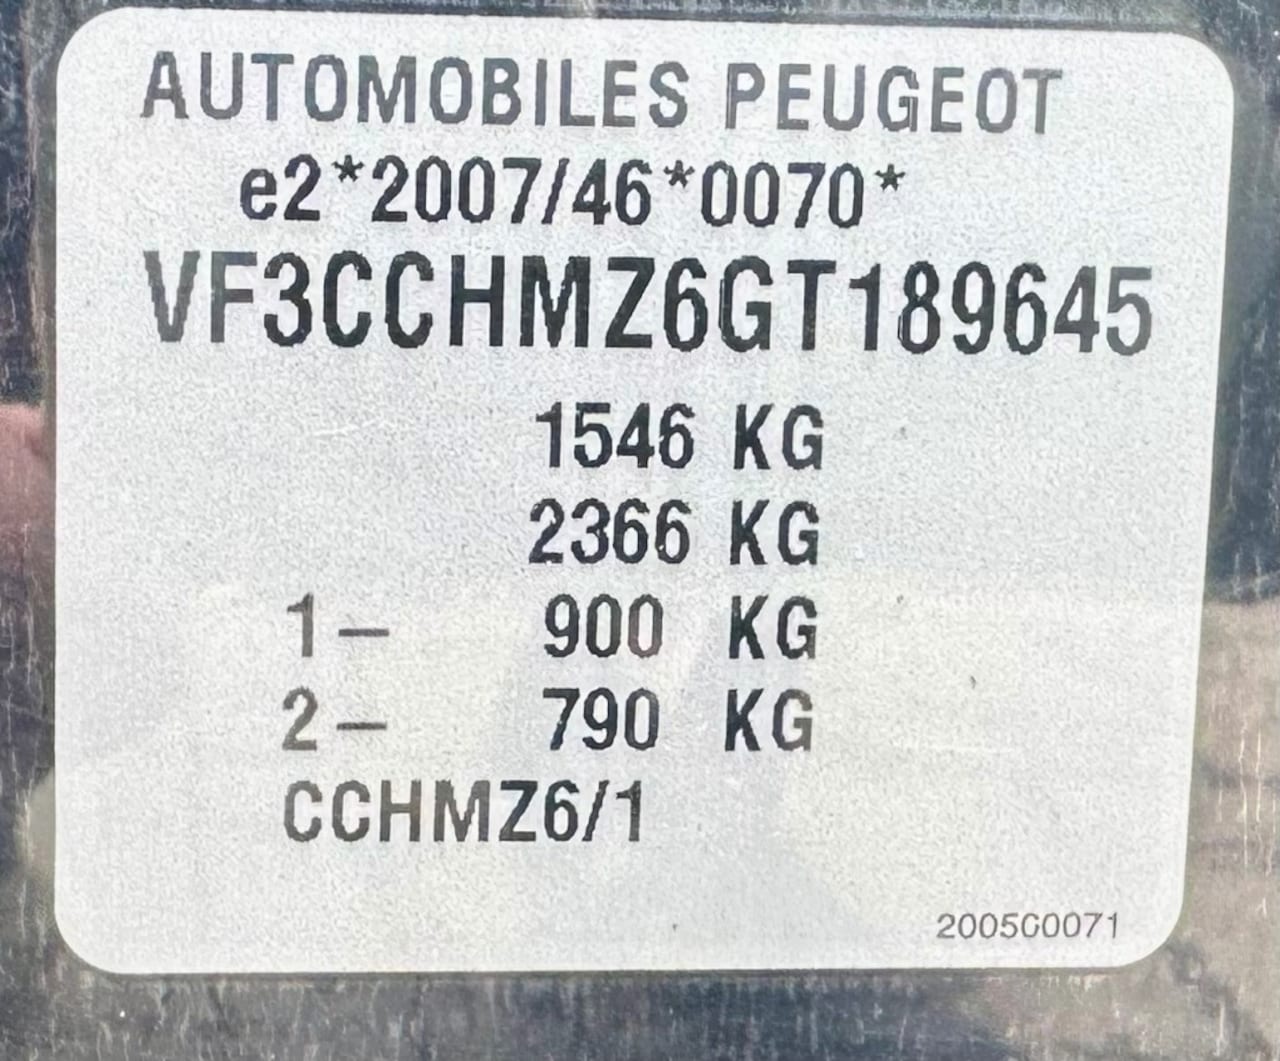 AUTOMOBILES PEUGEOT
e2*2007/46*0070*
VF3CCHMZ6GT189645
1546 KG
2366 KG
1- 900 KG
2- 790 KG
CCHMZ6/1
2005C0071